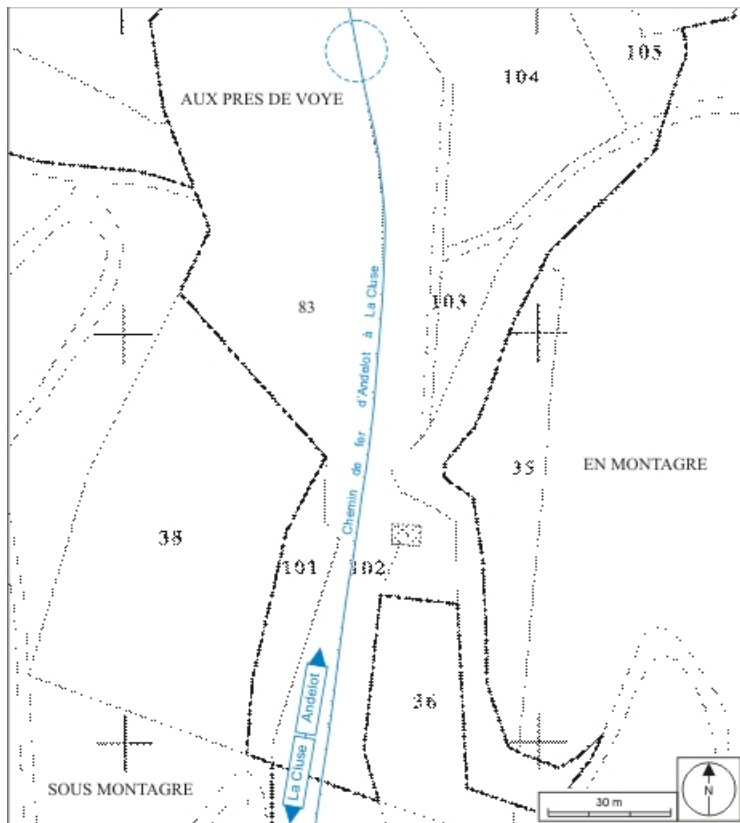 105
104
AUX PRES DE VOYE
83
103
Chemin de fer d'Andelot à La Cluse
35
EN MONTAGRE
38
101
102
36
Andelot
La Cluse
SOUS MONTAGRE
N
30 m